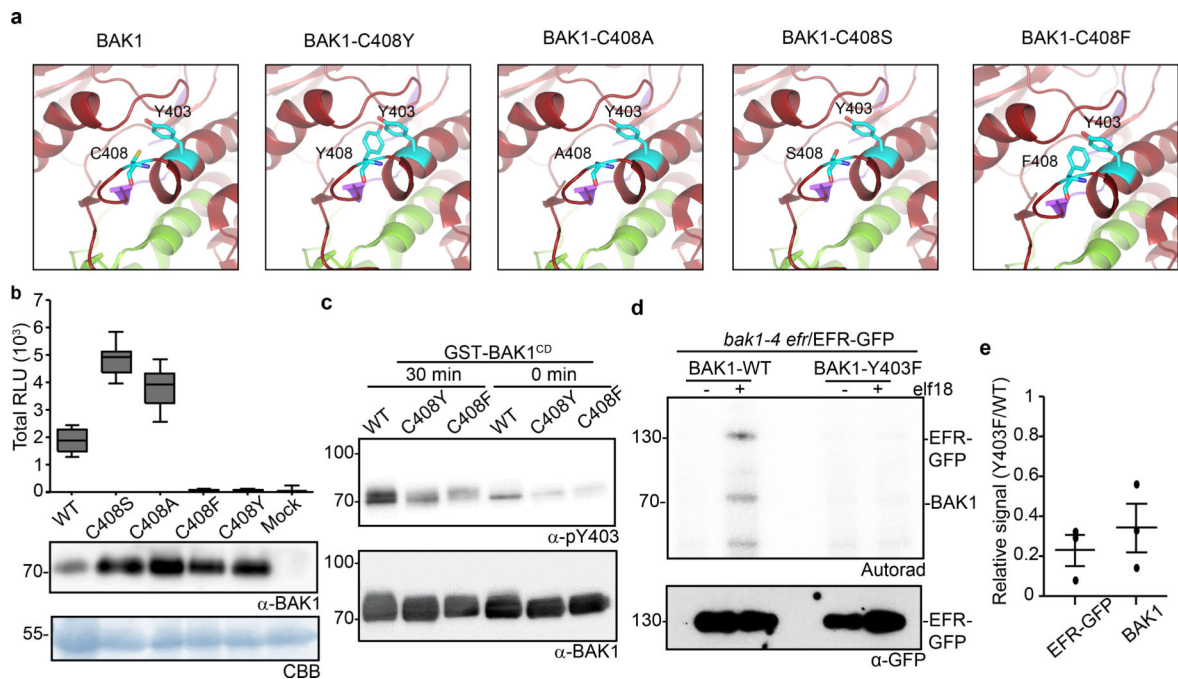 a
BAK1
BAK1-C408Y
BAK1-C408A
BAK1-C408S
BAK1-C408F
Y403
C408
Y403
Y408
Y403
A408
Y403
S408
Y403
F408
b
Total RLU (10³)
7
6
5
4
3
2
1
0
WT
C408S
C408A
C408F
C408Y
Mock
70
α-BAK1
55
CBB
c
GST-BAK1ᶜᴰ
30 min
0 min
WT
C408Y
C408F
WT
C408Y
C408F
100
70
α-pY403
100
70
α-BAK1
d
bak1-4 efr/EFR-GFP
BAK1-WT
BAK1-Y403F
- + - + elf18
130
-EFR-
GFP
70
-BAK1
Autorad
130
-EFR-
GFP
α-GFP
e
Relative signal (Y403F/WT)
1
0.8
0.6
0.4
0.2
0
EFR-GFP
BAK1